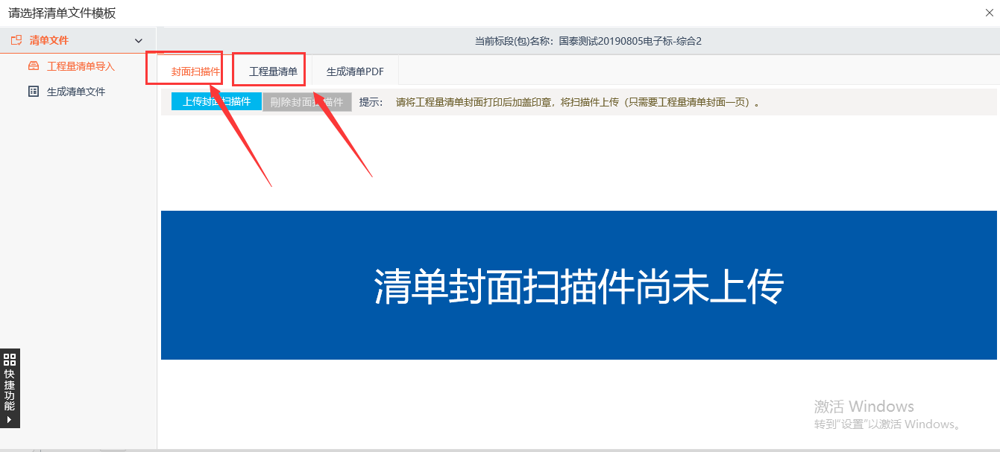 请选择清单文件模板
清单文件
当前标段(包)名称：国泰测试20190805电子标-综合2
工程量清单导入
生成清单文件
封面扫描件 工程量清单 生成清单PDF
上传封面扫描件 刪除封面扫描件 提示： 请将工程量清单封面打印后加盖印章，将扫描件上传（只需要工程量清单封面一页）。
清单封面扫描件尚未上传
快捷功能
激活 Windows
转到"设置"以激活 Windows。